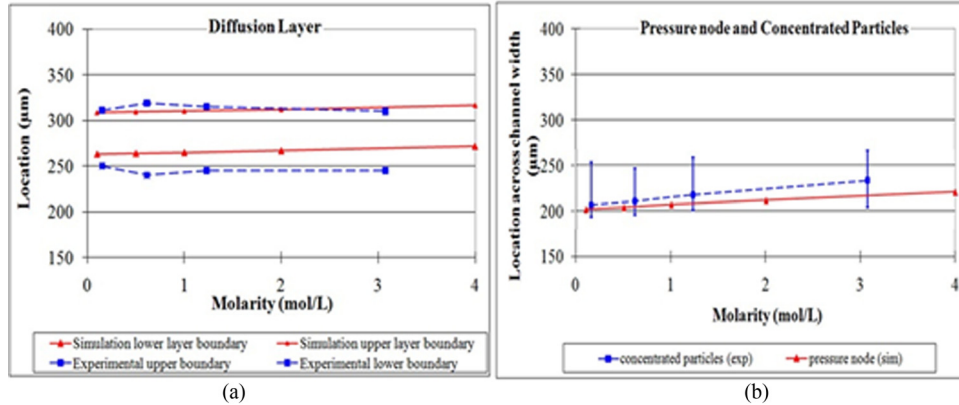 Diffusion Layer
Location (µm)
400
350
300
250
200
150
0 1 2 3 4
Molarity (mol/L)
Simulation lower layer boundary Simulation upper layer boundary
Experimental upper boundary Experimental lower boundary
(a)
Pressure node and Concentrated Particles
Location across channel width
(µm)
400
350
300
250
200
150
0 1 2 3 4
Molarity (mol/L)
concentrated particles (exp) pressure node (sim)
(b)